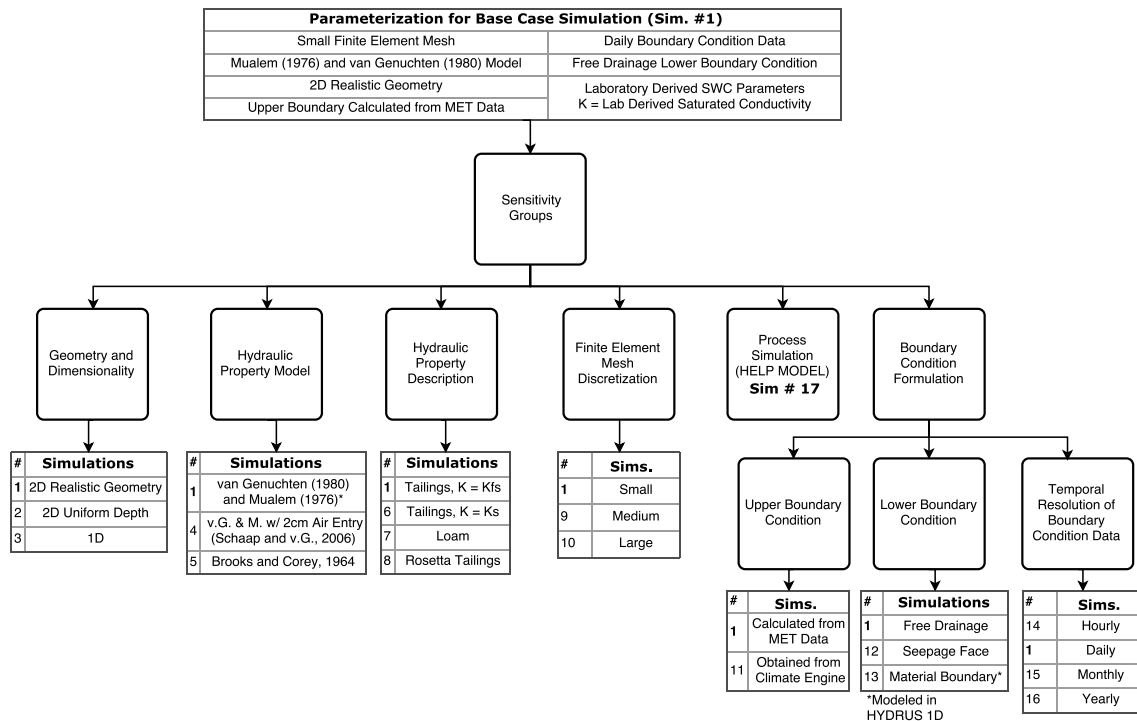 Parameterization for Base Case Simulation (Sim. #1)
Small Finite Element Mesh
Daily Boundary Condition Data
Mualem (1976) and van Genuchten (1980) Model
Free Drainage Lower Boundary Condition
2D Realistic Geometry
Laboratory Derived SWC Parameters
K = Lab Derived Saturated Conductivity
Upper Boundary Calculated from MET Data
Sensitivity
Groups
Geometry and
Dimensionality
Hydraulic
Property Model
Hydraulic
Property
Description
Finite Element
Mesh
Discretization
Process
Simulation
(HELP MODEL)
Sim # 17
Boundary
Condition
Formulation
# Simulations
1 2D Realistic Geometry
2 2D Uniform Depth
3 1D
# Simulations
1 van Genuchten (1980)
and Mualem (1976)*
4 v.G. & M. w/ 2cm Air Entry
(Schaap and v.G., 2006)
5 Brooks and Corey, 1964
# Simulations
1 Tailings, K = Kfs
6 Tailings, K = Ks
7 Loam
8 Rosetta Tailings
# Sims.
1 Small
9 Medium
10 Large
Upper Boundary
Condition
Lower Boundary
Condition
Temporal
Resolution of
Boundary
Condition Data
# Sims.
1 Calculated from
MET Data
11 Obtained from
Climate Engine
# Simulations
1 Free Drainage
12 Seepage Face
13 Material Boundary*
*Modeled in
HYDRUS 1D
# Sims.
14 Hourly
1 Daily
15 Monthly
16 Yearly